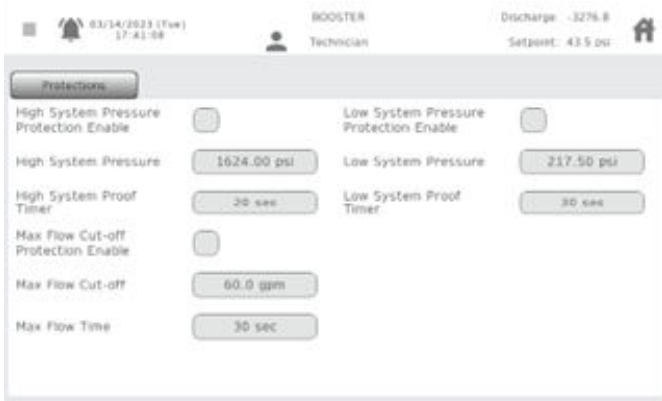 03/14/2023 (Tue)
17:41:08
BOOSTER
Technician
Discharge: -3276.8
Setpoint: 43.5 psi
Protections
High System Pressure
Protection Enable
Low System Pressure
Protection Enable
High System Pressure
1624.00 psi
Low System Pressure
217.50 psi
High System Proof
Timer
20 sec
Low System Proof
Timer
30 sec
Max Flow Cut-off
Protection Enable
Max Flow Cut-off
60.0 gpm
Max Flow Time
30 sec